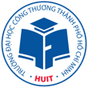 TRƯỜNG ĐẠI HỌC CÔNG THƯƠNG THÀNH PHỐ HỒ CHÍ MINH
HUIT